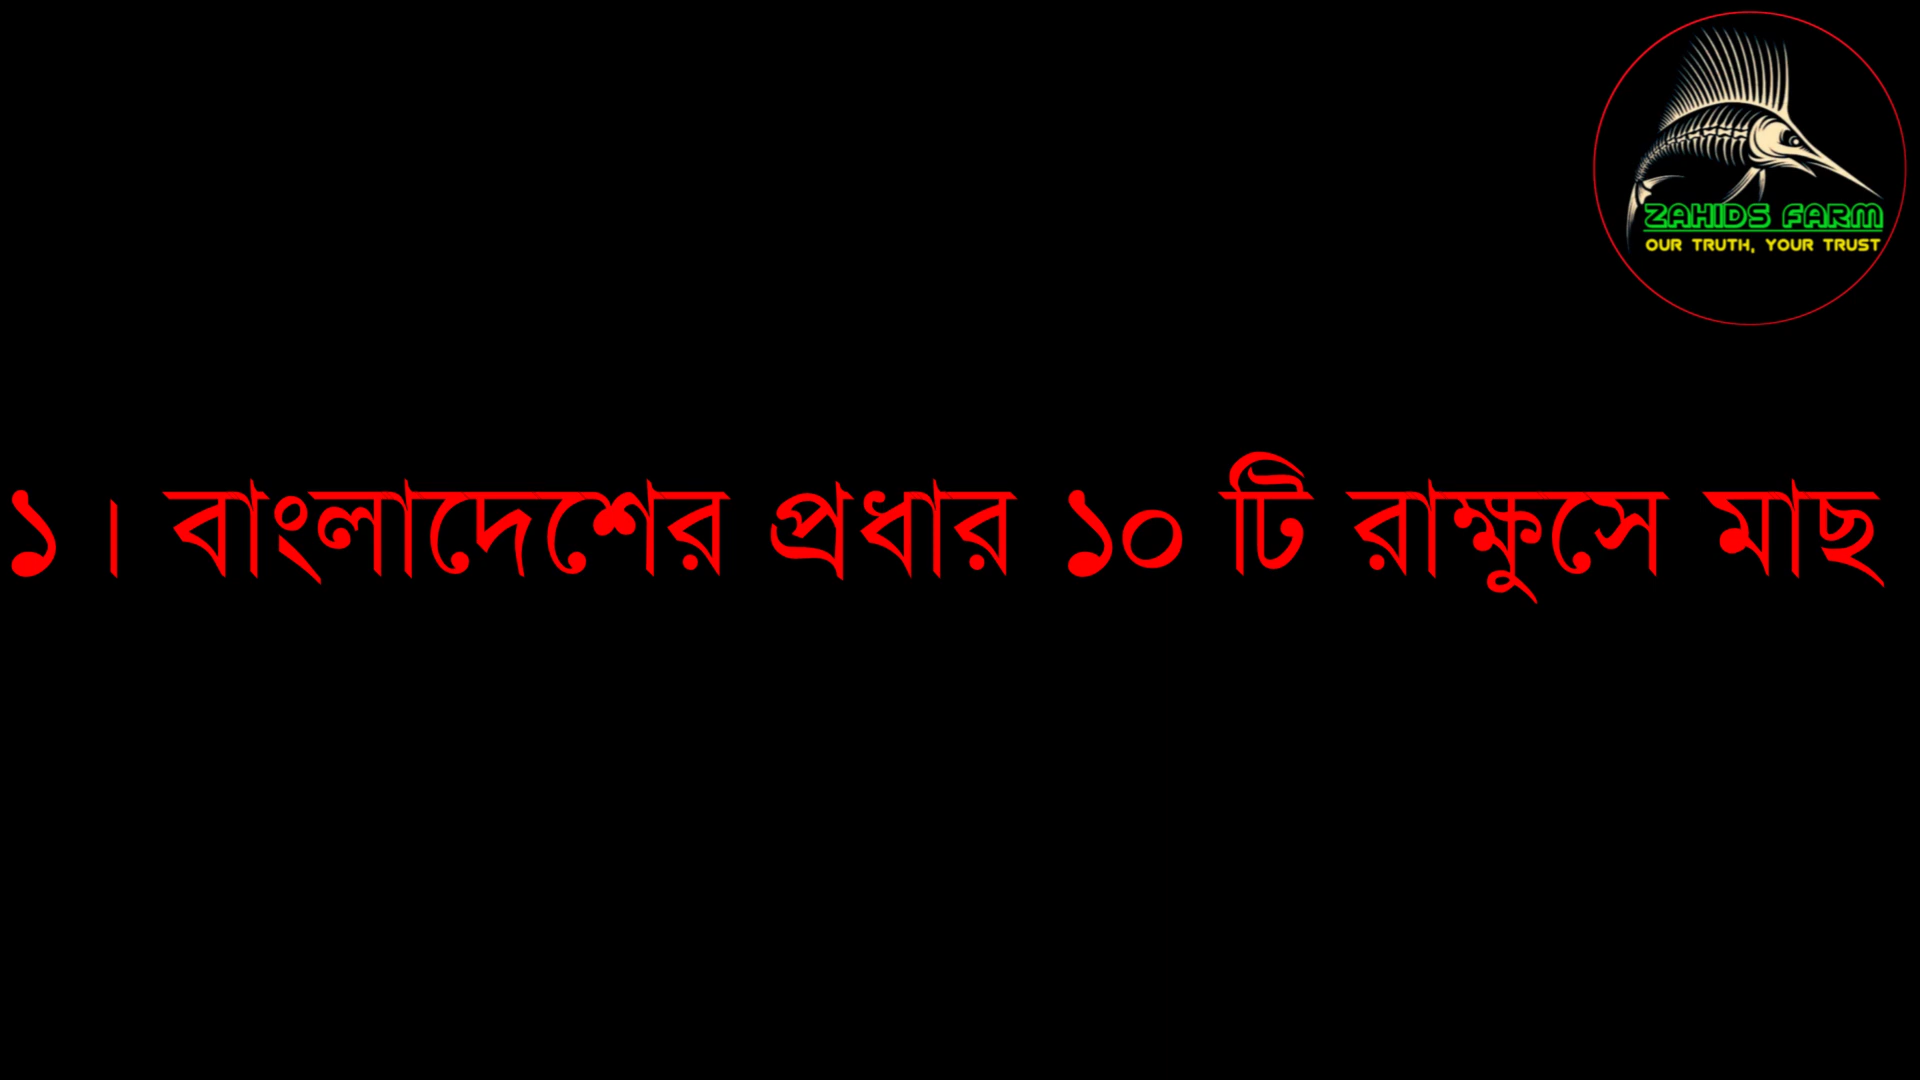 ZAHIDS FARM
OUR TRUTH, YOUR TRUST
১। বাংলাদেশের প্রধার ১০ টি রাক্ষুসে মাছ